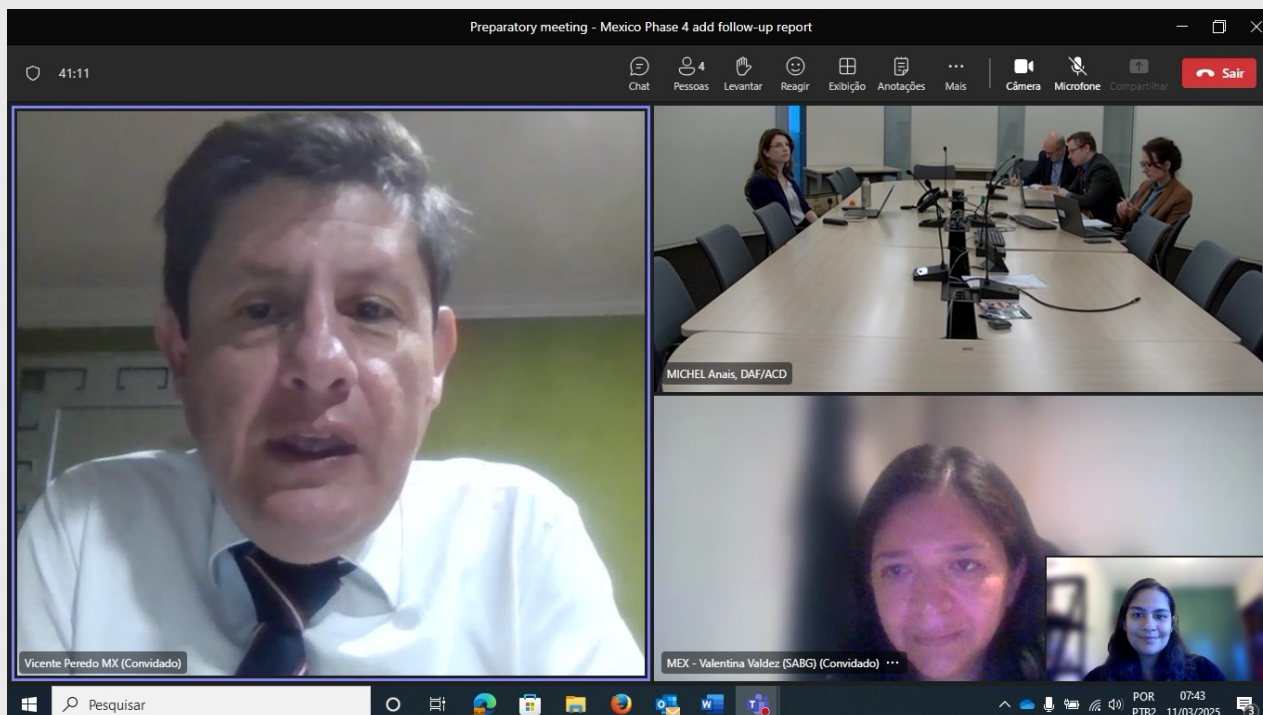 Preparatory meeting - Mexico Phase 4 add follow-up report
41:11
Chat
4
Pessoas
Levantar
Reagir
Exibição
Anotações
Mais
Câmera
Microfone
Compartilhar
Sair
MICHEL Anais, DAF/ACD
Vicente Peredo MX (Convidado)
MEX - Valentina Valdez (SABG) (Convidado) ···
Pesquisar
POR
PTB2
07:43
11/03/2025
3